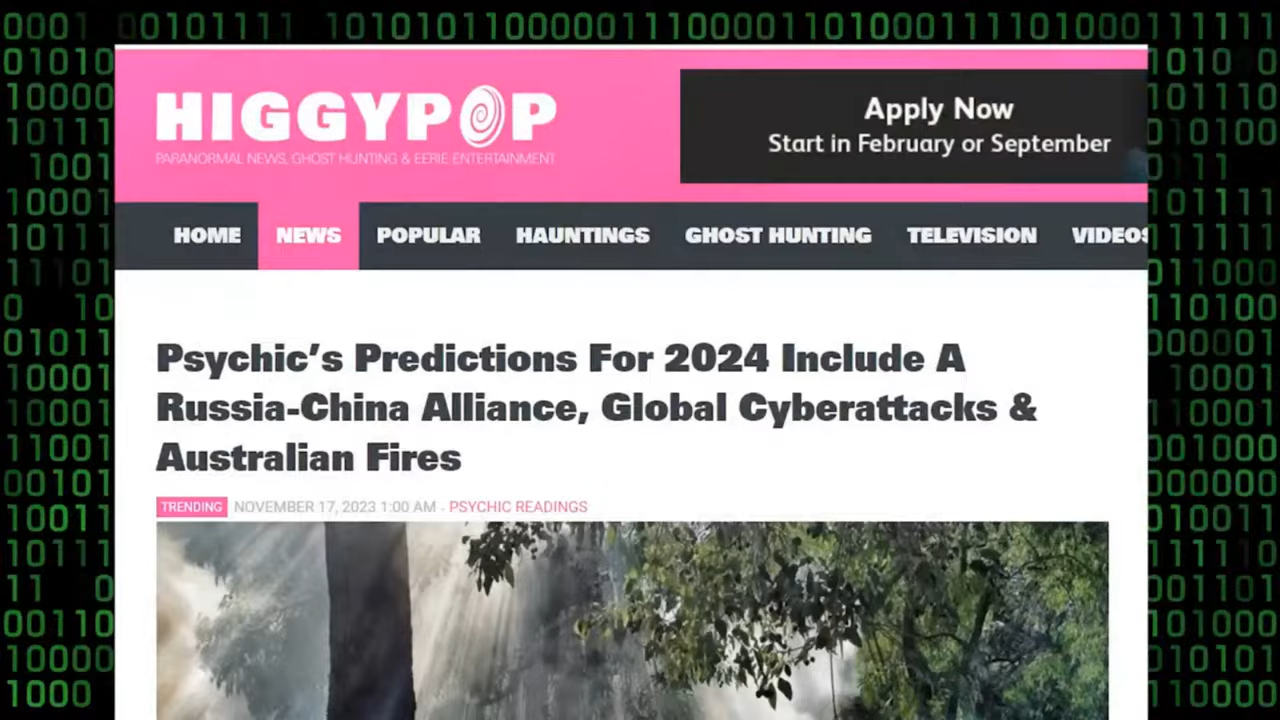 HIGGYPOP
PARANORMAL NEWS, GHOST HUNTING & EERIE ENTERTAINMENT
Apply Now
Start in February or September
HOME NEWS POPULAR HAUNTINGS GHOST HUNTING TELEVISION VIDEOS
Psychic's Predictions For 2024 Include A
Russia-China Alliance, Global Cyberattacks &
Australian Fires
TRENDING NOVEMBER 17, 2023 1:00 AM - PSYCHIC READINGS